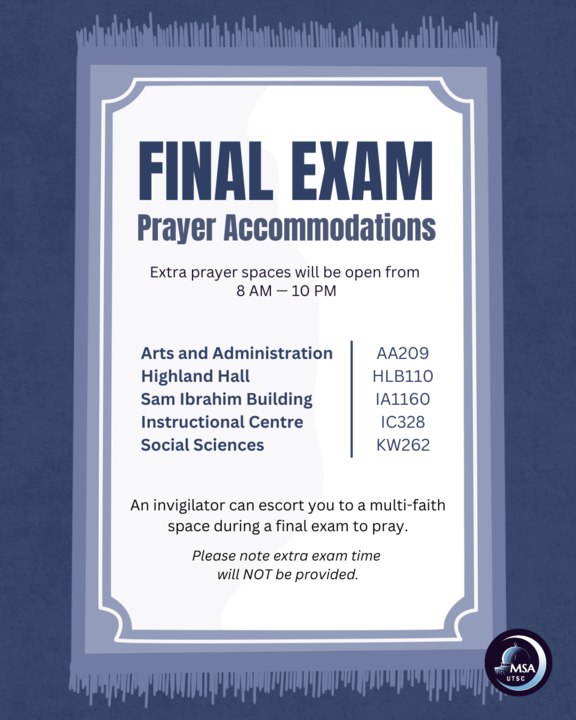 FINAL EXAM
Prayer Accommodations
Extra prayer spaces will be open from
8 AM — 10 PM
Arts and Administration AA209
Highland Hall HLB110
Sam Ibrahim Building IA1160
Instructional Centre IC328
Social Sciences KW262
An invigilator can escort you to a multi-faith
space during a final exam to pray.
Please note extra exam time
will NOT be provided.
MSA
UTSC